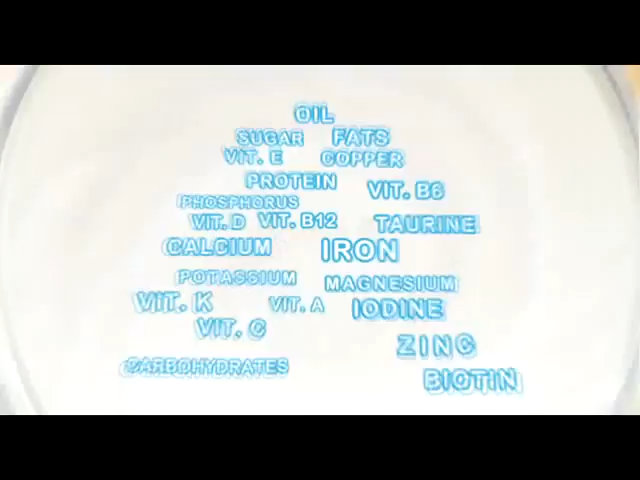 OIL
SUGAR FATS
VIT. E COPPER
PROTEIN VIT. B6
PHOSPHORUS
VIT. D VIT. B12 TAURINE
CALCIUM IRON
POTASSIUM MAGNESIUM
VIT. K VIT. A IODINE
VIT. C
ZINC
CARBOHYDRATES
BIOTIN